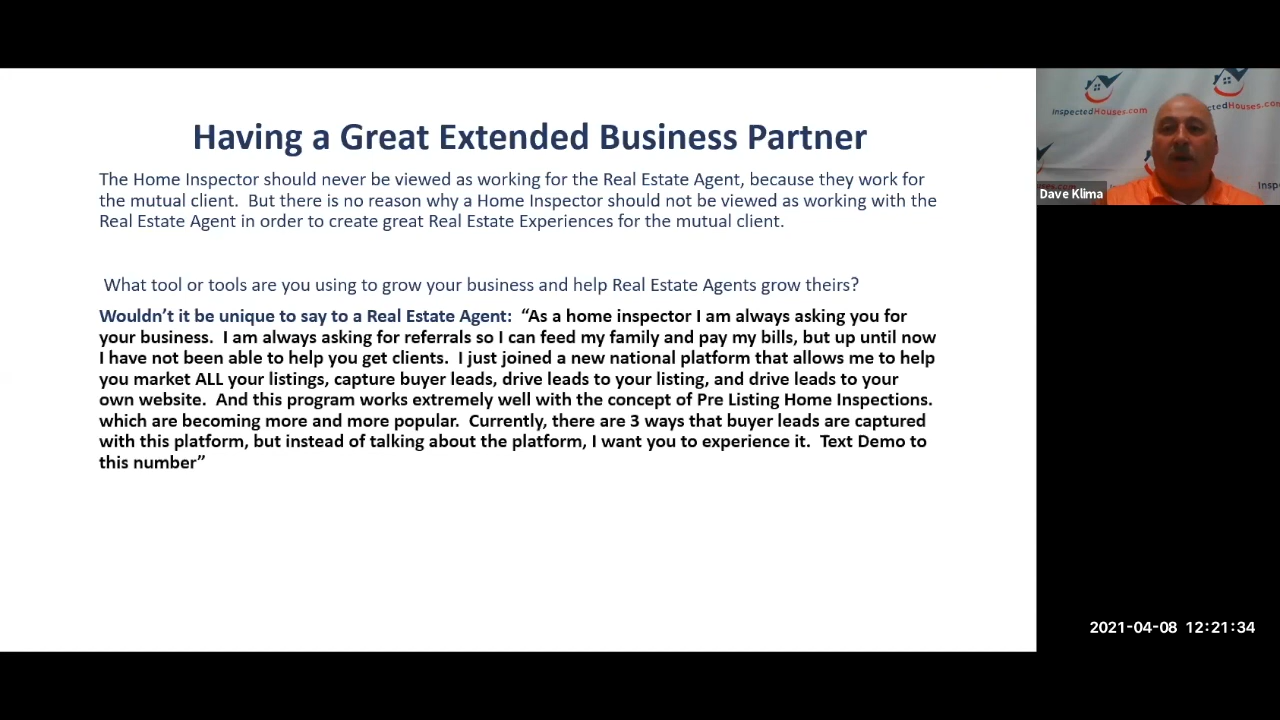 Having a Great Extended Business Partner
The Home Inspector should never be viewed as working for the Real Estate Agent, because they work for
the mutual client.  But there is no reason why a Home Inspector should not be viewed as working with the
Real Estate Agent in order to create great Real Estate Experiences for the mutual client.
What tool or tools are you using to grow your business and help Real Estate Agents grow theirs?
Wouldn’t it be unique to say to a Real Estate Agent:  “As a home inspector I am always asking you for
your business.  I am always asking for referrals so I can feed my family and pay my bills, but up until now
I have not been able to help you get clients.  I just joined a new national platform that allows me to help
you market ALL your listings, capture buyer leads, drive leads to your listing, and drive leads to your
own website.  And this program works extremely well with the concept of Pre Listing Home Inspections.
which are becoming more and more popular.  Currently, there are 3 ways that buyer leads are captured
with this platform, but instead of talking about the platform, I want you to experience it.  Text Demo to
this number”
inspectedHouses.com
ctedHouses.com
Dave Klima
2021-04-08 12:21:34